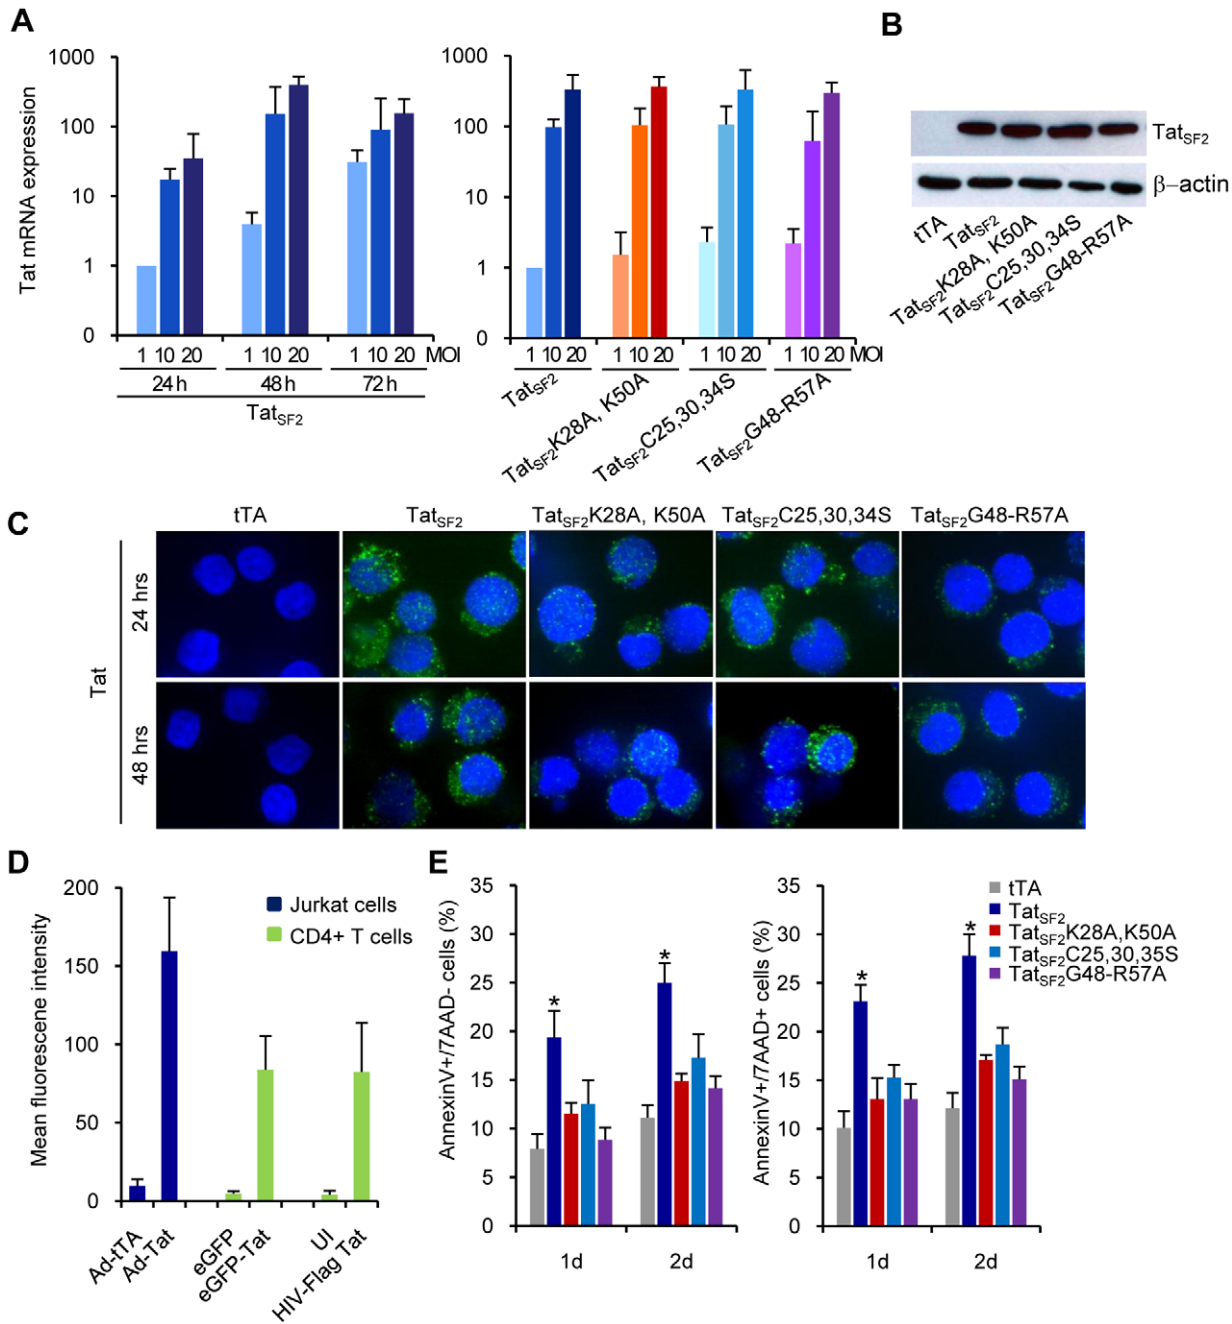 A
B
1000
100
10
1
0
Tat mRNA expression
1 10 20 1 10 20 1 10 20 MOI
24 h 48 h 72 h
TatSF2
1000
100
10
1
0
1 10 20 1 10 20 1 10 20 1 10 20 MOI
TatSF2
TatSF2K28A, K50A
TatSF2C25,30,34S
TatSF2G48-R57A
TatSF2
β–actin
tTA
TatSF2
TatSF2K28A, K50A
TatSF2C25,30,34S
TatSF2G48-R57A
C
tTA TatSF2 TatSF2K28A, K50A TatSF2C25,30,34S TatSF2G48-R57A
Tat
24 hrs
48 hrs
D
200
150
100
50
0
Mean fluorescene intensity
Jurkat cells
CD4+ T cells
Ad-tTA
Ad-Tat
eGFP
eGFP-Tat
UI
HIV-Flag Tat
E
35
30
25
20
15
10
5
0
AnnexinV+/7AAD- cells (%)
* *
1d 2d
35
30
25
20
15
10
5
0
AnnexinV+/7AAD+ cells (%)
* *
1d 2d
tTA
TatSF2
TatSF2K28A,K50A
TatSF2C25,30,35S
TatSF2G48-R57A